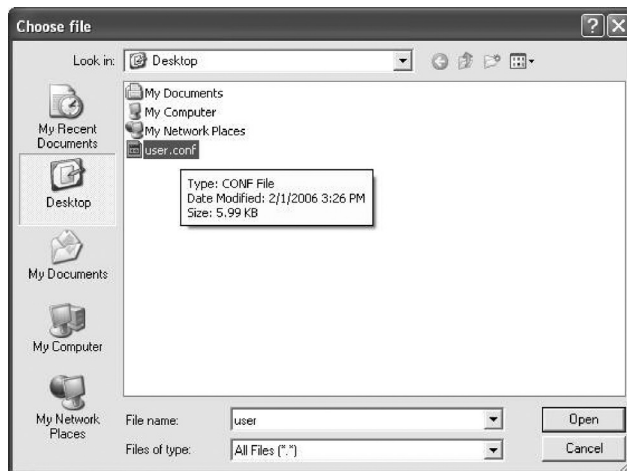 Choose file
Look in:
Desktop
My Recent
Documents
Desktop
My Documents
My Computer
My Network
Places
My Documents
My Computer
My Network Places
user.conf
Type: CONF File
Date Modified: 2/1/2006 3:26 PM
Size: 5.99 KB
File name:
user
Open
Files of type:
All Files (*.*)
Cancel